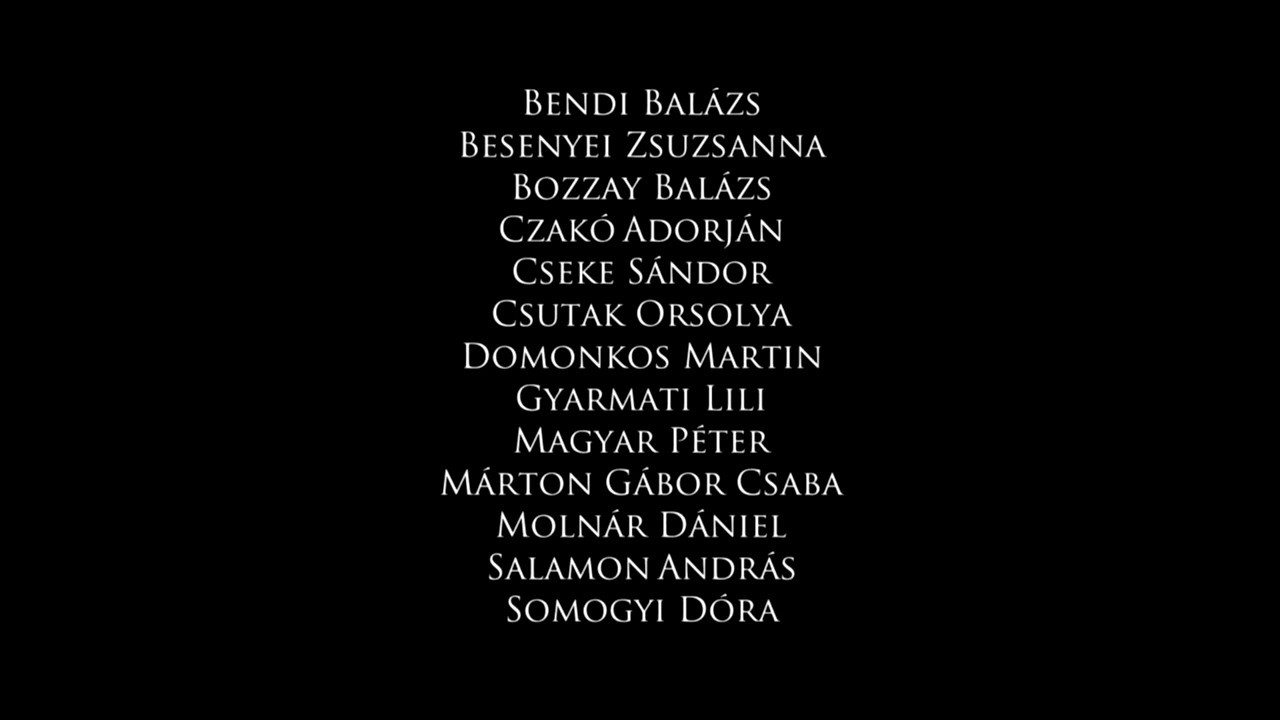 Bendi Balázs
Besenyei Zsuzsanna
Bozzay Balázs
Czakó Adorján
Cseke Sándor
Csutak Orsolya
Domonkos Martin
Gyarmati Lili
Magyar Péter
Márton Gábor Csaba
Molnár Dániel
Salamon András
Somogyi Dóra